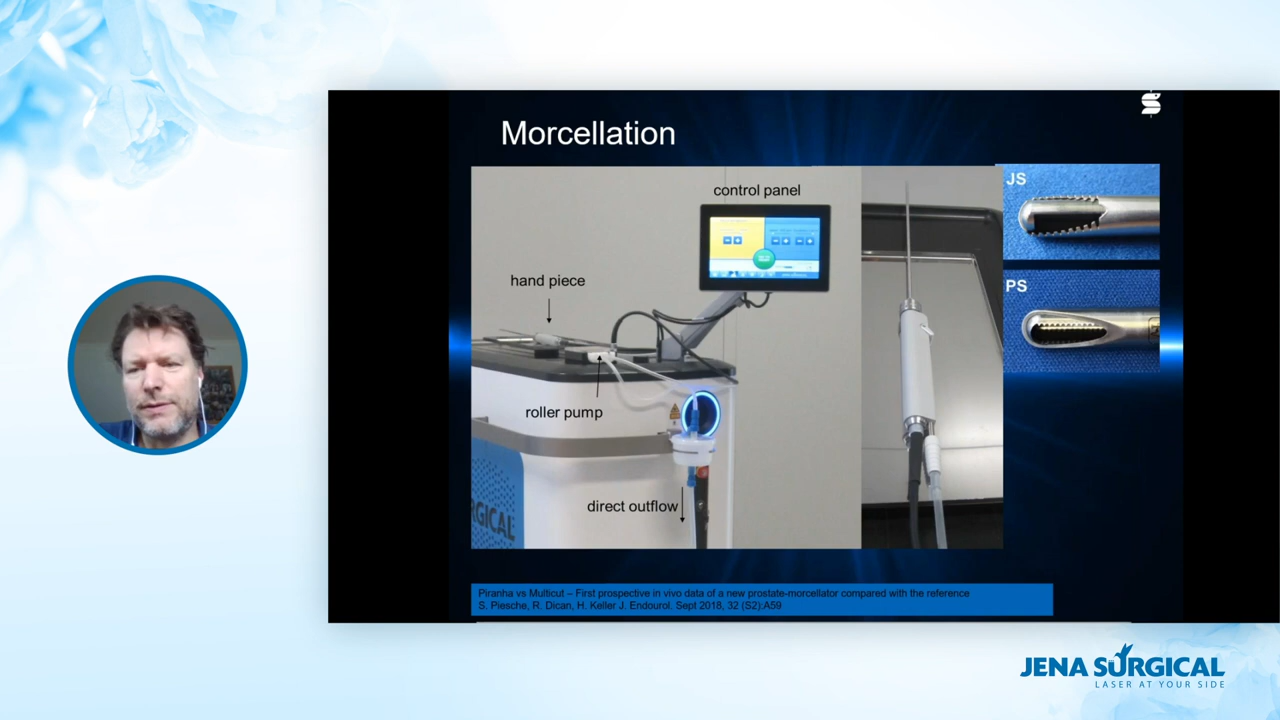 Morcellation
control panel
JS
hand piece
PS
roller pump
direct outflow
RGICAL
Piranha vs Multicut – First prospective in vivo data of a new prostate-morcellator compared with the reference
S. Piesche, R. Dican, H. Keller J. Endourol. Sept 2018, 32 (S2):A59
JENA SURGICAL
LASER AT YOUR SIDE